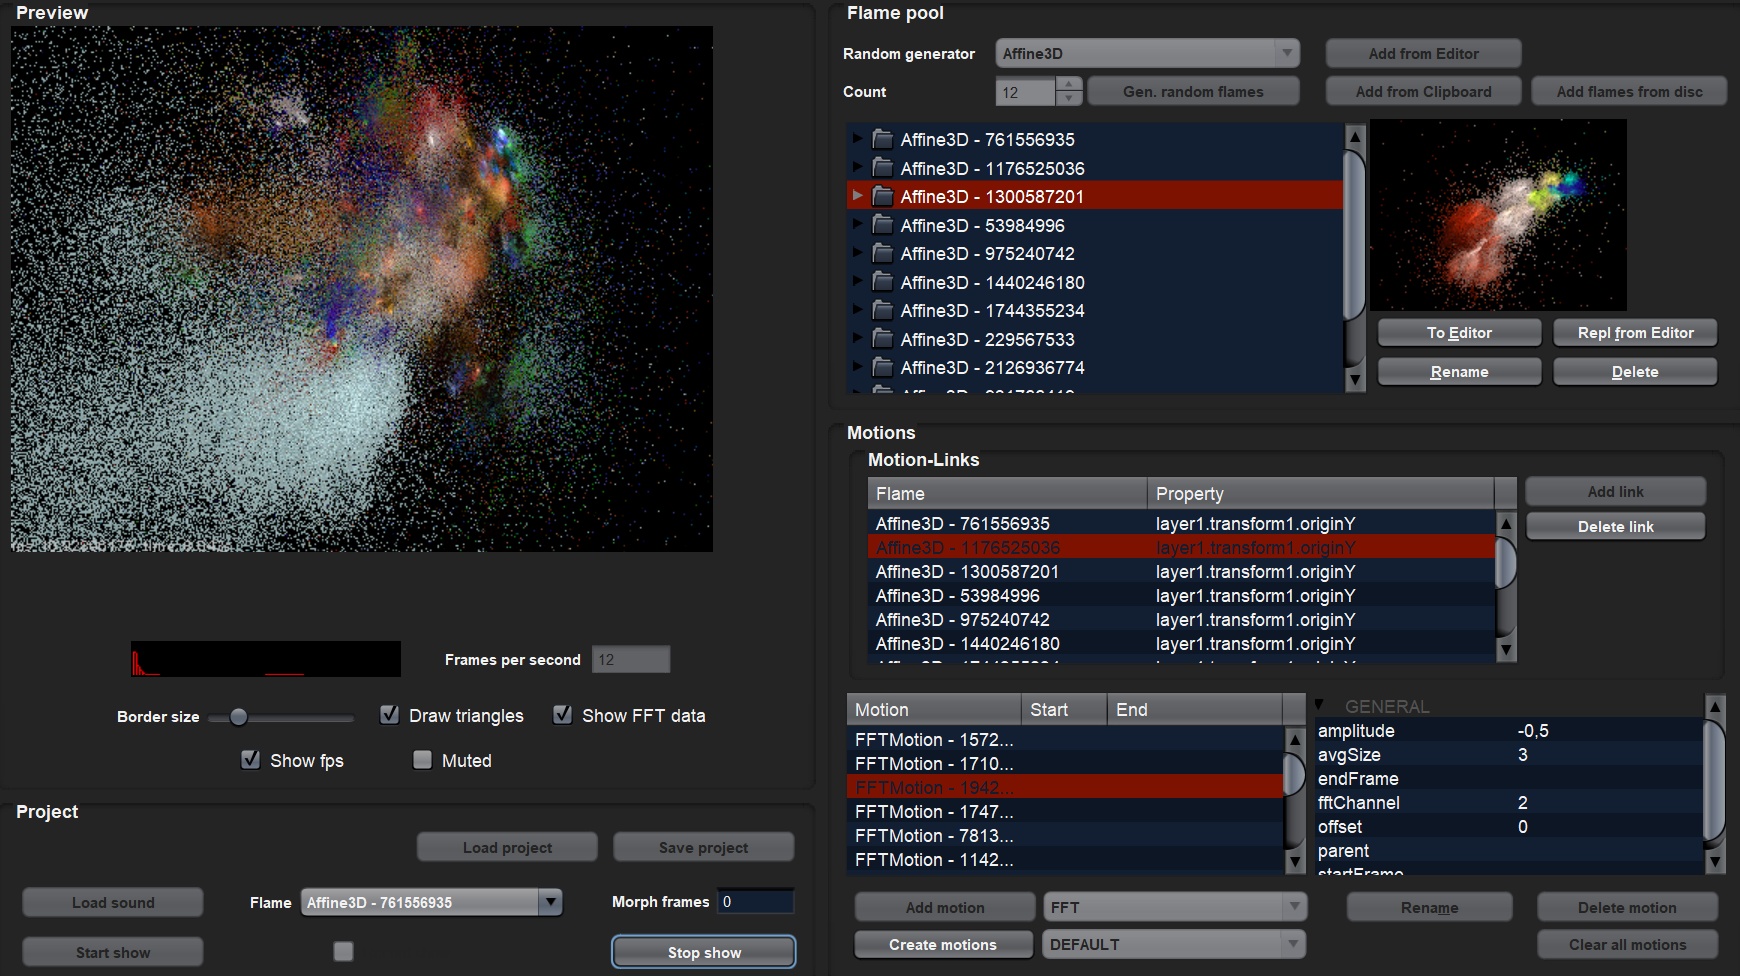 Preview
Frames per second 12
Border size
Draw triangles
Show FFT data
Show fps
Muted
Project
Load project
Save project
Load sound
Flame
Affine3D - 761556935
Morph frames 0
Start show
Stop show
Flame pool
Random generator
Affine3D
Add from Editor
Count
12
Gen. random flames
Add from Clipboard
Add flames from disc
Affine3D - 761556935
Affine3D - 1176525036
Affine3D - 1300587201
Affine3D - 53984996
Affine3D - 975240742
Affine3D - 1440246180
Affine3D - 1744355234
Affine3D - 229567533
Affine3D - 2126936774
To Editor
Repl from Editor
Rename
Delete
Motions
Motion-Links
Flame Property
Affine3D - 761556935 layer1.transform1.originY
Affine3D - 1176525036 layer1.transform1.originY
Affine3D - 1300587201 layer1.transform1.originY
Affine3D - 53984996 layer1.transform1.originY
Affine3D - 975240742 layer1.transform1.originY
Affine3D - 1440246180 layer1.transform1.originY
Add link
Delete link
Motion Start End
FFTMotion - 1572...
FFTMotion - 1710...
FFTMotion - 1942...
FFTMotion - 1747...
FFTMotion - 7813...
FFTMotion - 1142...
GENERAL
amplitude -0,5
avgSize 3
endFrame
fftChannel 2
offset 0
parent
startFrame
Add motion
FFT
Rename
Delete motion
Create motions
DEFAULT
Clear all motions